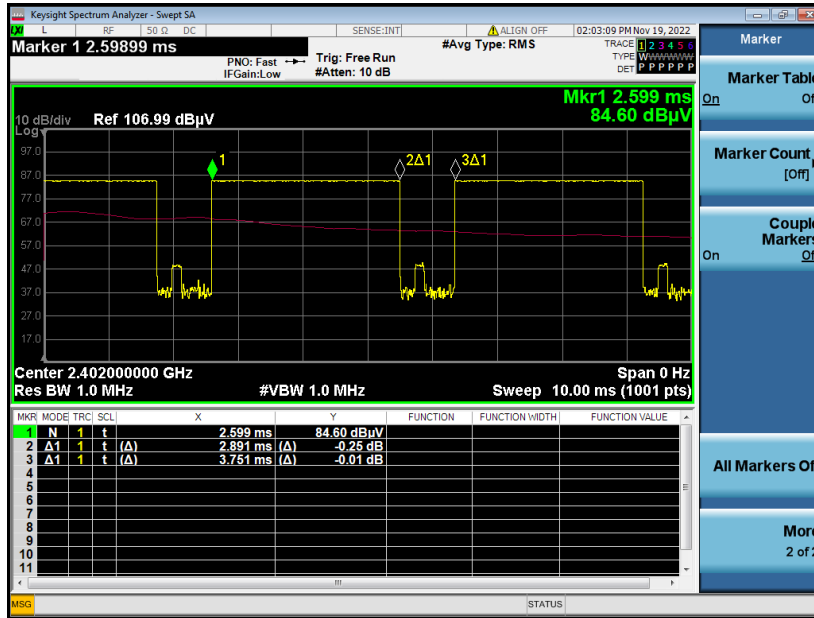 Keysight Spectrum Analyzer - Swept SA
LXI L RF 50 Ω DC SENSE:INT ALIGN OFF 02:03:09 PM Nov 19, 2022
Marker 1 2.59899 ms
PNO: Fast
IFGain:Low
Trig: Free Run
#Atten: 10 dB
#Avg Type: RMS
TRACE 1 2 3 4 5 6
TYPE WWWWWW
DET P P P P P P
Mkr1 2.599 ms
84.60 dBµV
10 dB/div Ref 106.99 dBµV
Log
97.0
87.0
77.0
67.0
57.0
47.0
37.0
27.0
17.0
1
2Δ1
3Δ1
Center 2.402000000 GHz Span 0 Hz
Res BW 1.0 MHz #VBW 1.0 MHz Sweep 10.00 ms (1001 pts)
MKR MODE TRC SCL X Y FUNCTION FUNCTION WIDTH FUNCTION VALUE
1 N 1 t 2.599 ms 84.60 dBµV
2 Δ1 1 t (Δ) 2.891 ms (Δ) -0.25 dB
3 Δ1 1 t (Δ) 3.751 ms (Δ) -0.01 dB
4
5
6
7
8
9
10
11
MSG STATUS
Marker
Marker Table
On Of
Marker Count
[Off]
Couple
Markers
On Of
All Markers Of
More
2 of 2